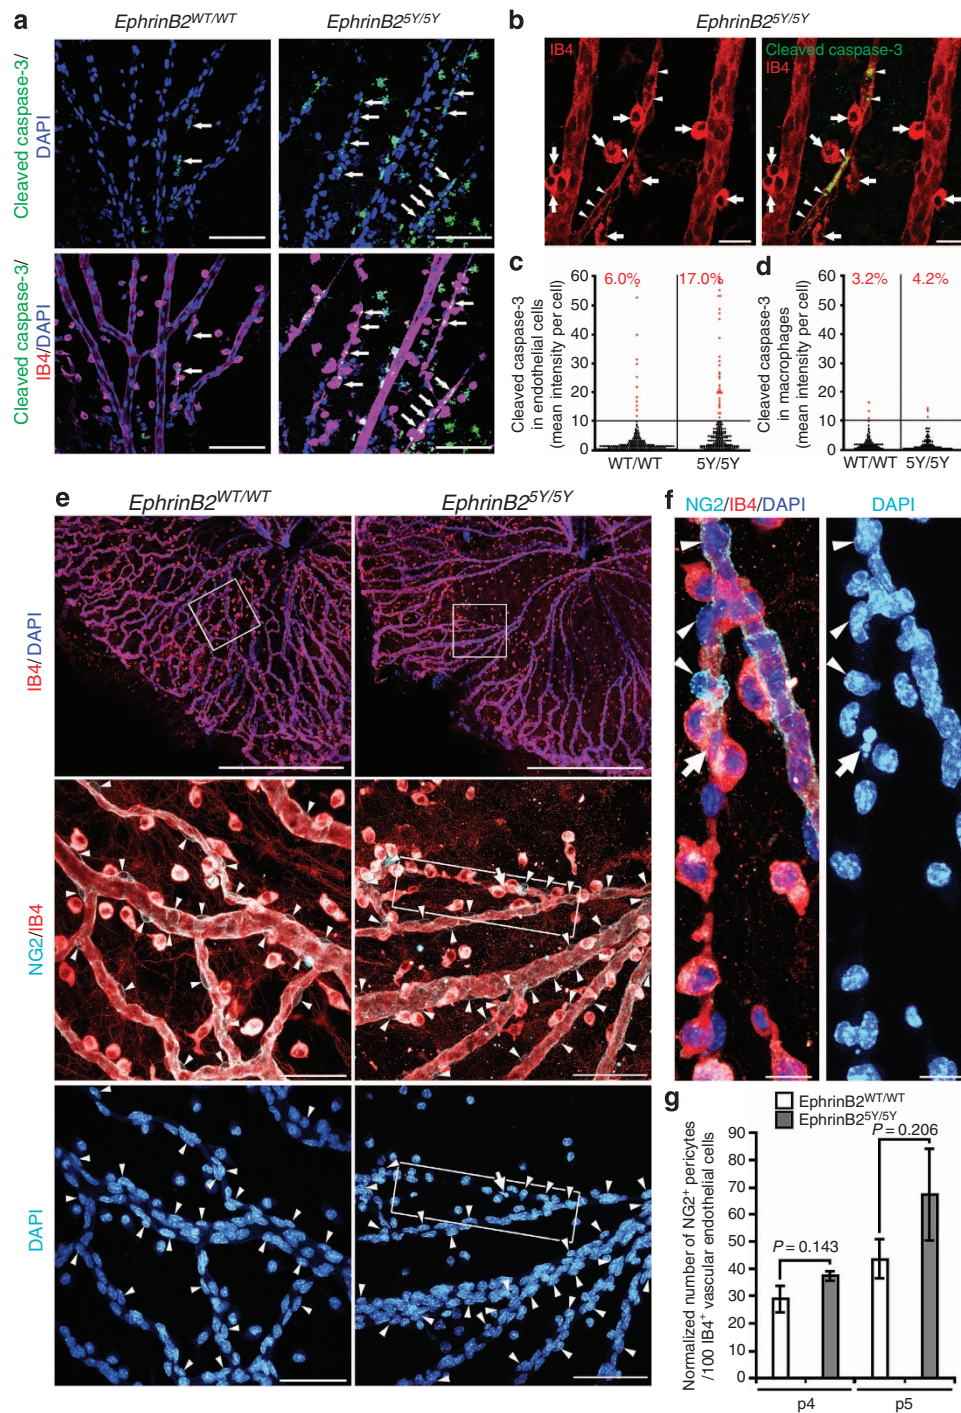 a
EphrinB2WT/WT
EphrinB25Y/5Y
Cleaved caspase-3/
DAPI
Cleaved caspase-3/
IB4/DAPI
b
EphrinB25Y/5Y
IB4
Cleaved caspase-3
IB4
c
Cleaved caspase-3
in endothelial cells
(mean intensity per cell)
60
50
40
30
20
10
0
6.0%
17.0%
WT/WT
5Y/5Y
d
Cleaved caspase-3
in macrophages
(mean intensity per cell)
60
50
40
30
20
10
0
3.2%
4.2%
WT/WT
5Y/5Y
e
EphrinB2WT/WT
EphrinB25Y/5Y
IB4/DAPI
NG2/IB4
DAPI
f
NG2/IB4/DAPI
DAPI
g
EphrinB2WT/WT
EphrinB25Y/5Y
Normalized number of NG2+ pericytes
/100 IB4+ vascular endothelial cells
90
80
70
60
50
40
30
20
10
0
P = 0.143
P = 0.206
p4
p5